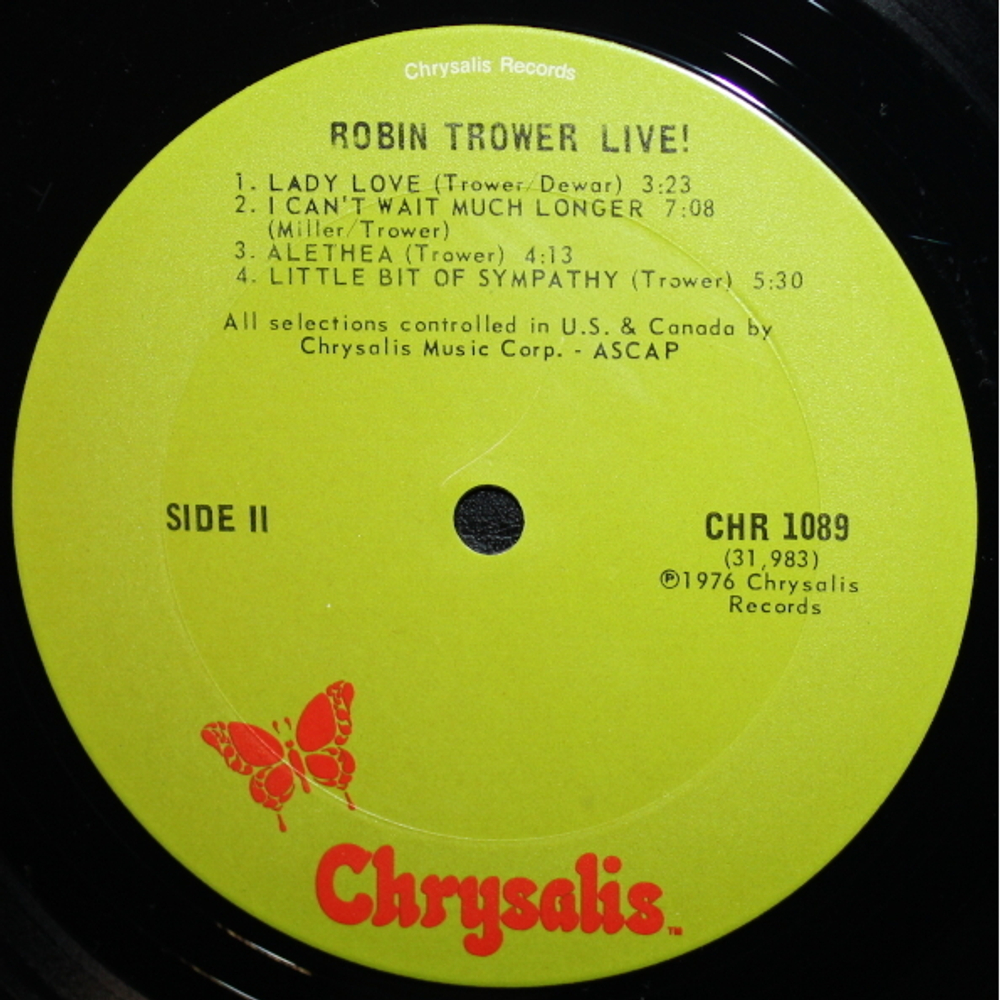 Chrysalis Records
ROBIN TROWER LIVE!
1. LADY LOVE (Trower/Dewar) 3:23
2. I CAN'T WAIT MUCH LONGER 7:08
(Miller/Trower)
3. ALETHEA (Trower) 4:13
4. LITTLE BIT OF SYMPATHY (Trower) 5:30
All selections controlled in U.S. & Canada by
Chrysalis Music Corp. - ASCAP
SIDE II
CHR 1089
(31,983)
℗1976 Chrysalis
Records
Chrysalis™